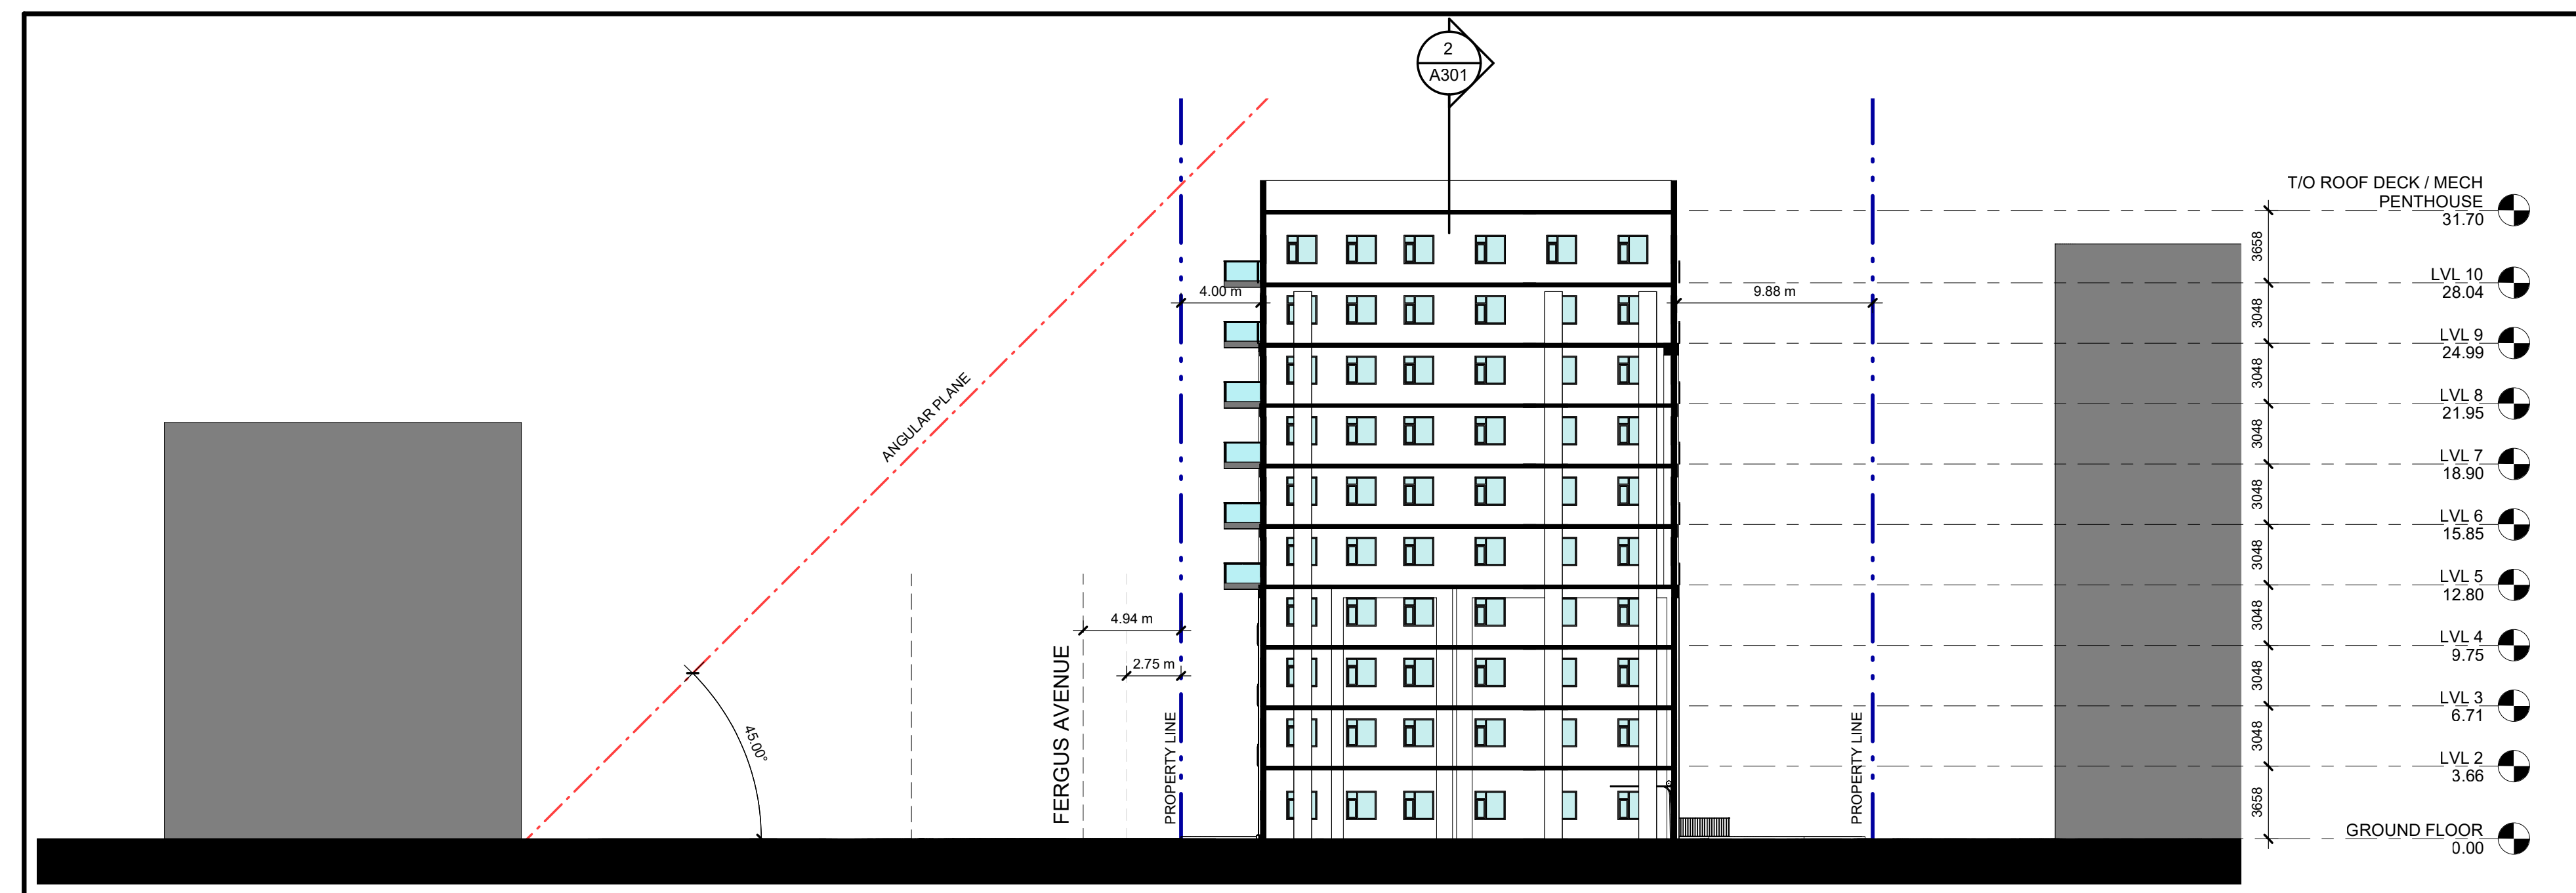 2
A301
T/O ROOF DECK / MECH
PENTHOUSE
31.70
3658
LVL 10
28.04
4.00 m
9.88 m
3048
LVL 9
24.99
3048
LVL 8
21.95
ANGULAR PLANE
3048
LVL 7
18.90
3048
LVL 6
15.85
3048
LVL 5
12.80
4.94 m
3048
LVL 4
9.75
2.75 m
3048
LVL 3
6.71
FERGUS AVENUE
PROPERTY LINE
PROPERTY LINE
45.00°
3048
LVL 2
3.66
3658
GROUND FLOOR
0.00